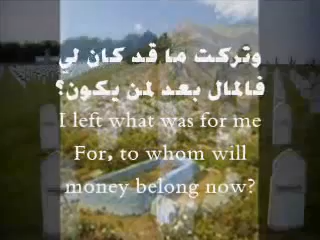 وتركت ما قد كان لي
فالمال بعد لمن يكون؟
I left what was for me
For, to whom will
money belong now?